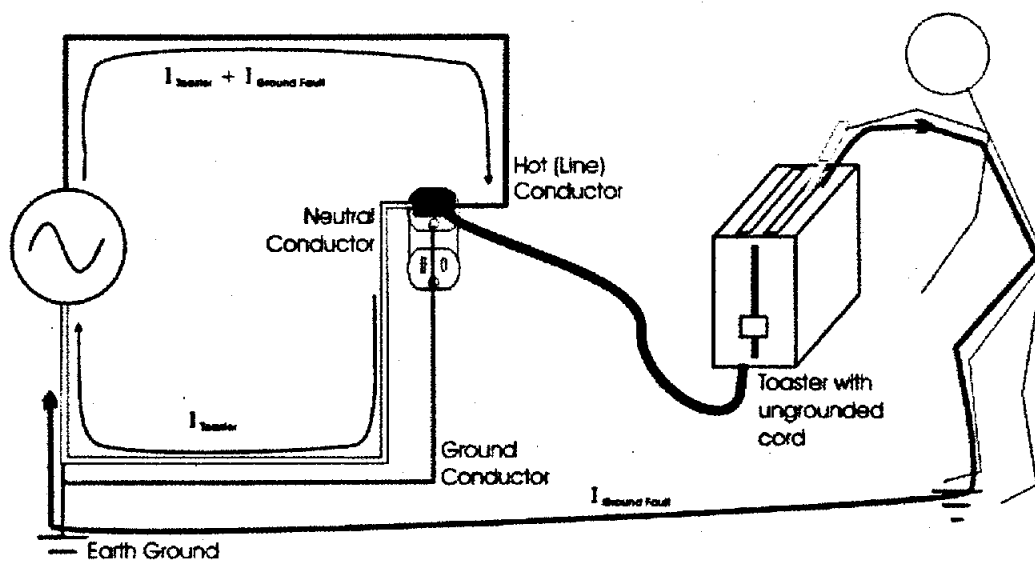 I Toaster + I Ground Fault
Hot (Line)
Conductor
Neutral
Conductor
Toaster with
ungrounded
cord
I Toaster
Ground
Conductor
I Ground Fault
Earth Ground